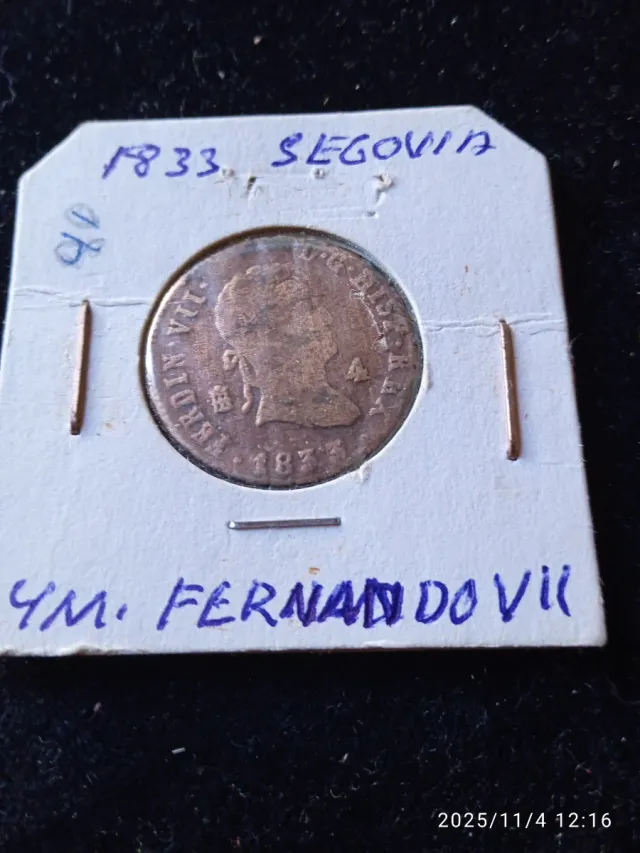 1833 SEGOVIA
FERDIN·VII· D·G·HISP·REX
4
·1833·
4M. FERNANDO VII
2025/11/4 12:16